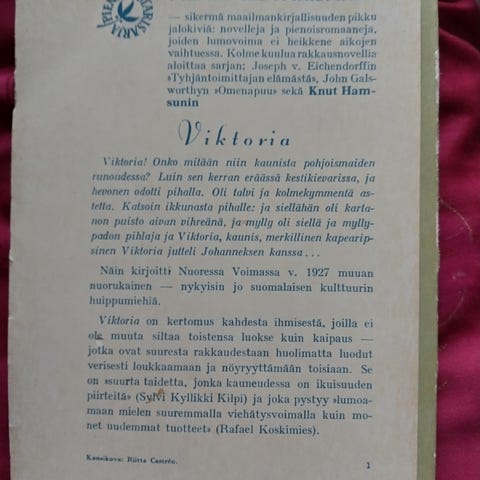 PIE
TARISARJA
— sikermä maailmankirjallisuuden pikku
jalokiviä: novelleja ja pienoisromaaneja,
joiden lumovoima ei heikkene aikojen
vaihtuessa. Kolme kuulua rakkausnovellia
aloittaa sarjan; Joseph v. Eichendorffin
»Tyhjäntoimittajan elämästä», John Gals-
worthyn »Omenapuu» sekä Knut Ham-
sunin
Viktoria
Viktoria! Onko mitään niin kaunista pohjoismaiden
runoudessa? Luin sen kerran eräässä kestikievarissa, ja
hevonen odotti pihalla. Oli talvi ja kolmekymmentä as-
tetta. Katsoin ikkunasta pihalle: ja siellähän oli karta-
non puisto aivan vihreänä, ja mylly oli siellä ja mylly-
padon pihlaja ja Viktoria, kaunis, merkillinen kapearip-
sinen Viktoria jutteli Johanneksen kanssa...
Näin kirjoitti Nuoressa Voimassa v. 1927 muuan
nuorukainen — nykyisin jo suomalaisen kulttuurin
huippumiehiä.
Viktoria on kertomus kahdesta ihmisestä, joilla ei
ole muuta siltaa toistensa luokse kuin kaipaus —
jotka ovat suuresta rakkaudestaan huolimatta luodut
verisesti loukkaamaan ja nöyryyttämään toisiaan. Se
on »suurta taidetta, jonka kauneudessa on ikuisuuden
piirteitä» (Sylvi Kyllikki Kilpi) ja joka pystyy »lumoa-
maan mielen suuremmalla viehätysvoimalla kuin mo-
net uudemmat tuotteet» (Rafael Koskimies).
Kansikuva: Riitta Castrén.
1